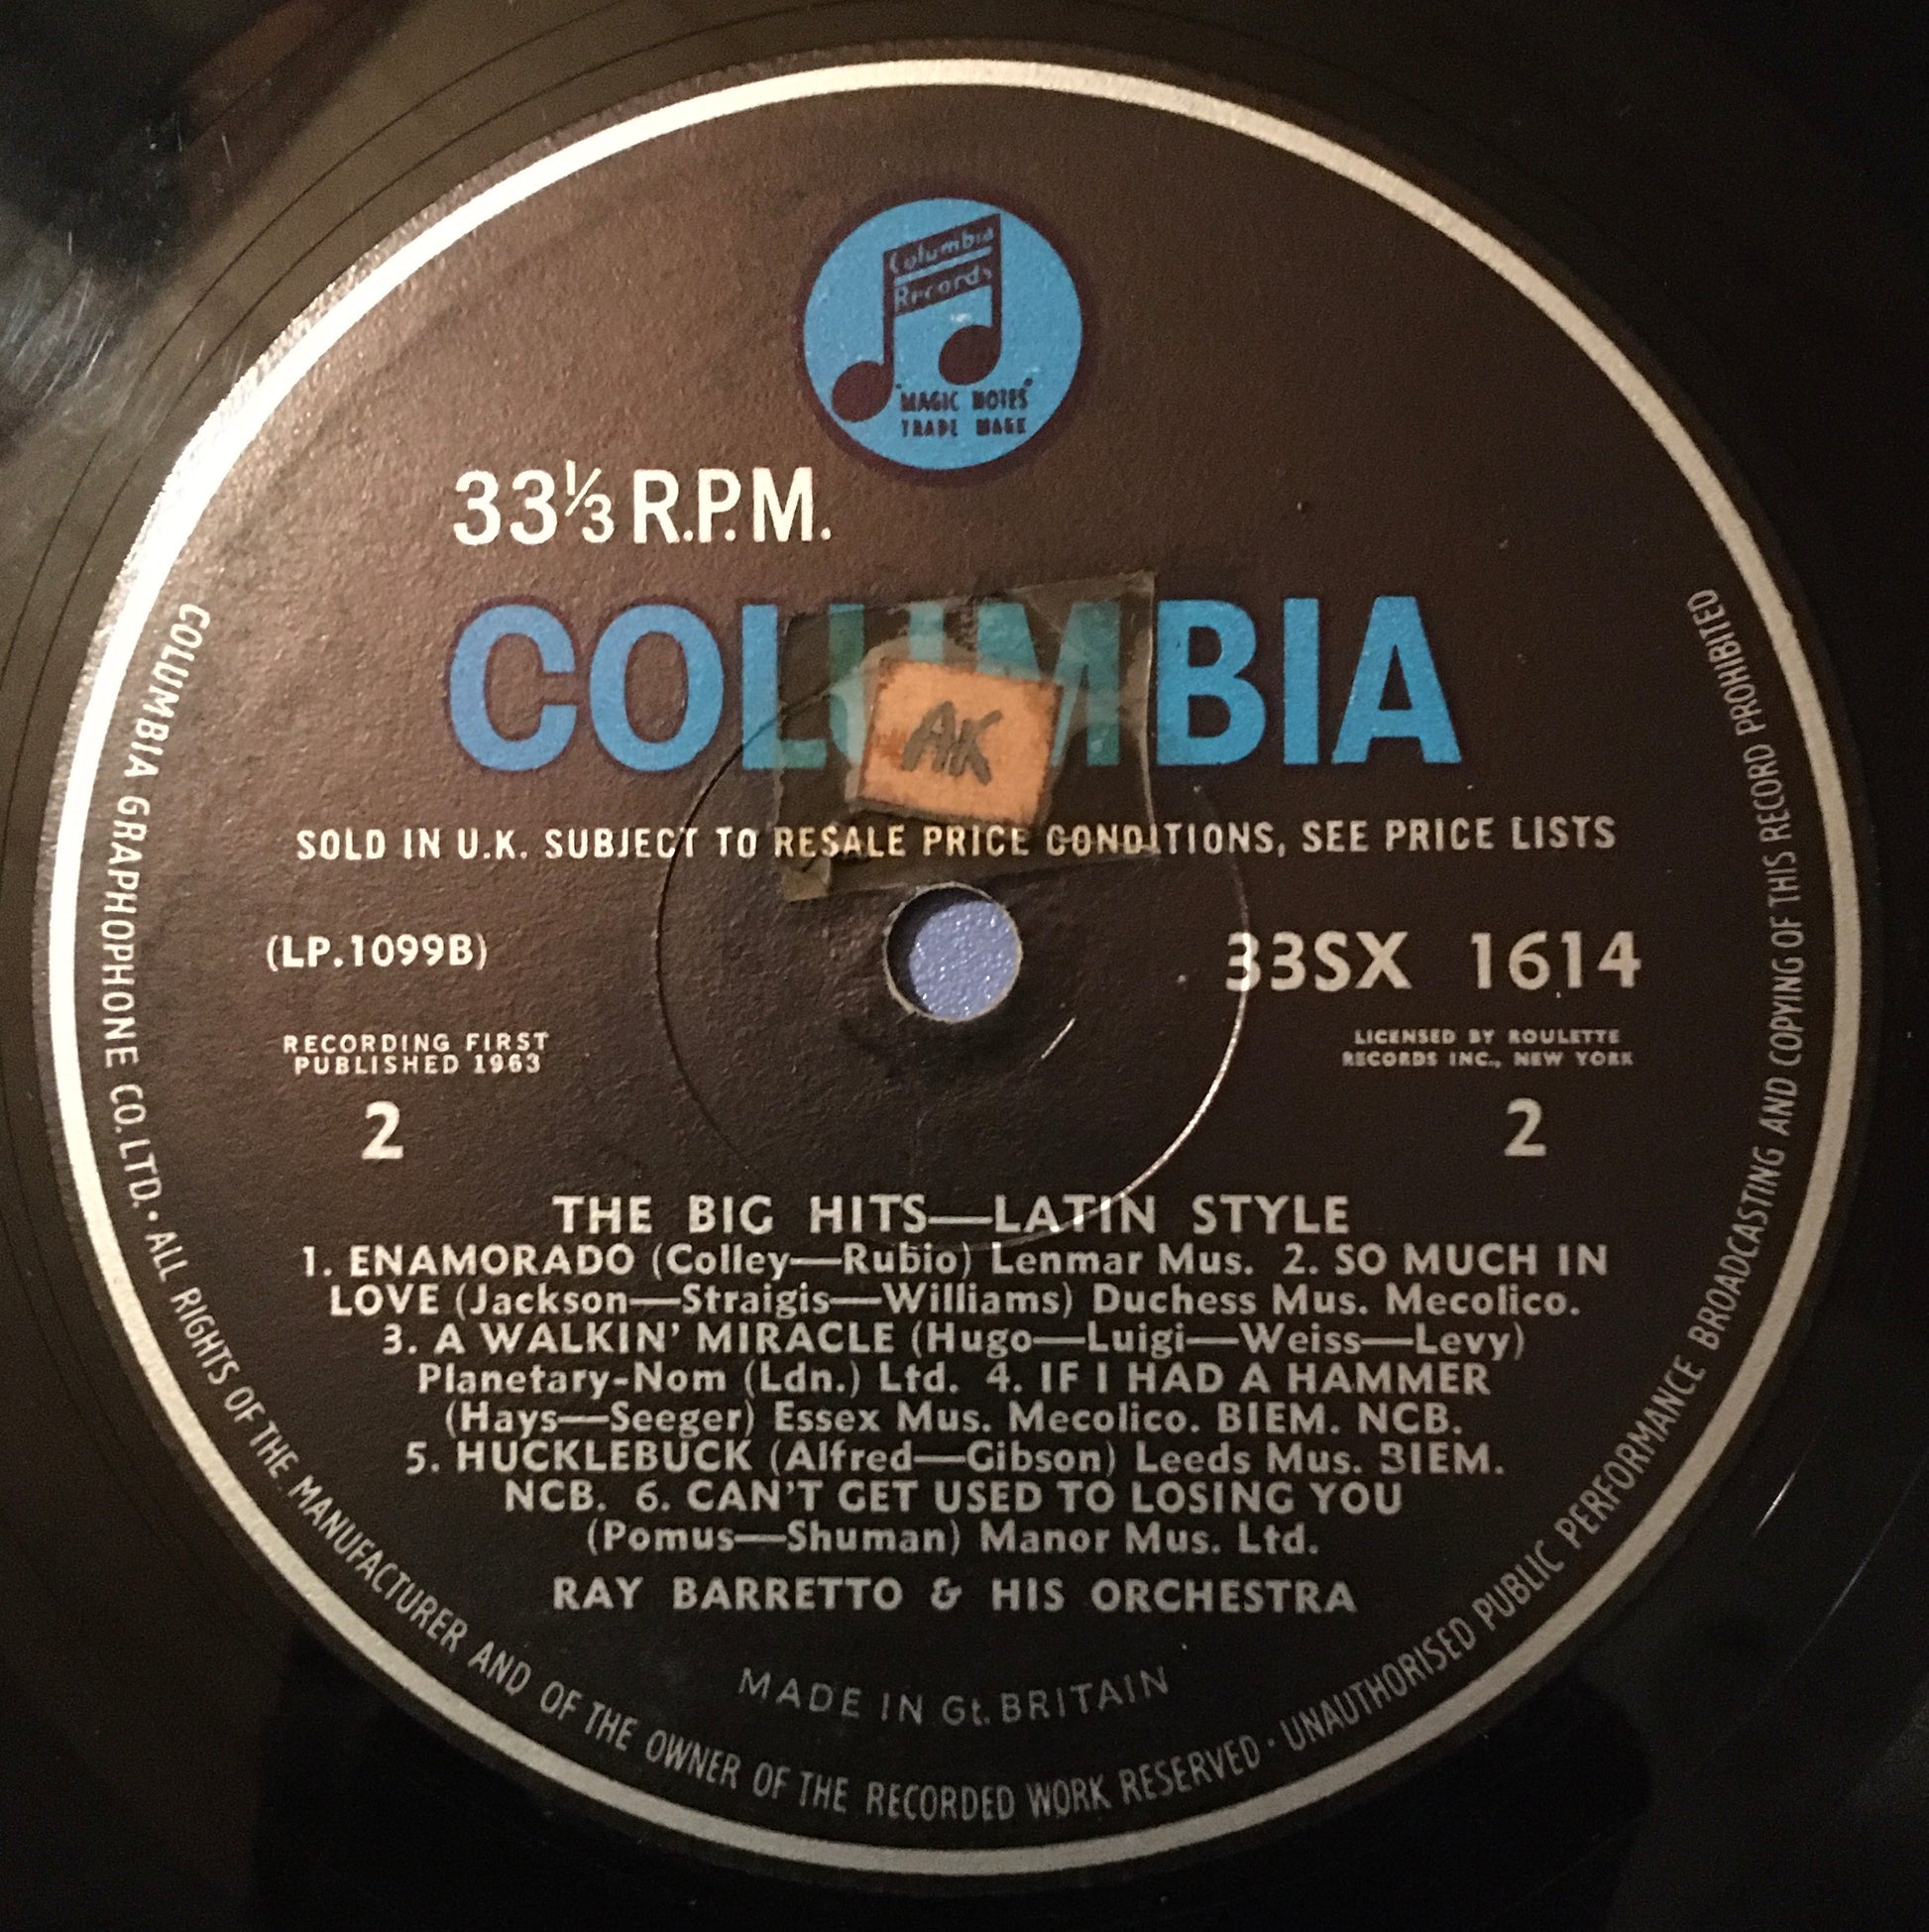 Columbia
Records
"MAGIC NOTES"
TRADE MARK
33⅓ R.P.M.
COLUMBIA
AK
SOLD IN U.K. SUBJECT TO RESALE PRICE CONDITIONS, SEE PRICE LISTS
(LP.1099B)
33SX 1614
RECORDING FIRST
PUBLISHED 1963
LICENSED BY ROULETTE
RECORDS INC., NEW YORK
2
2
THE BIG HITS—LATIN STYLE
1. ENAMORADO (Colley—Rubio) Lenmar Mus. 2. SO MUCH IN
LOVE (Jackson—Straigis—Williams) Duchess Mus. Mecolico.
3. A WALKIN' MIRACLE (Hugo—Luigi—Weiss—Levy)
Planetary-Nom (Ldn.) Ltd. 4. IF I HAD A HAMMER
(Hays—Seeger) Essex Mus. Mecolico. BIEM. NCB.
5. HUCKLEBUCK (Alfred—Gibson) Leeds Mus. BIEM.
NCB. 6. CAN'T GET USED TO LOSING YOU
(Pomus—Shuman) Manor Mus. Ltd.
RAY BARRETTO & HIS ORCHESTRA
MADE IN Gt. BRITAIN
COLUMBIA GRAPHOPHONE CO. LTD. • ALL RIGHTS OF THE MANUFACTURER AND OF THE OWNER OF THE RECORDED WORK RESERVED • UNAUTHORISED PUBLIC PERFORMANCE BROADCASTING AND COPYING OF THIS RECORD PROHIBITED